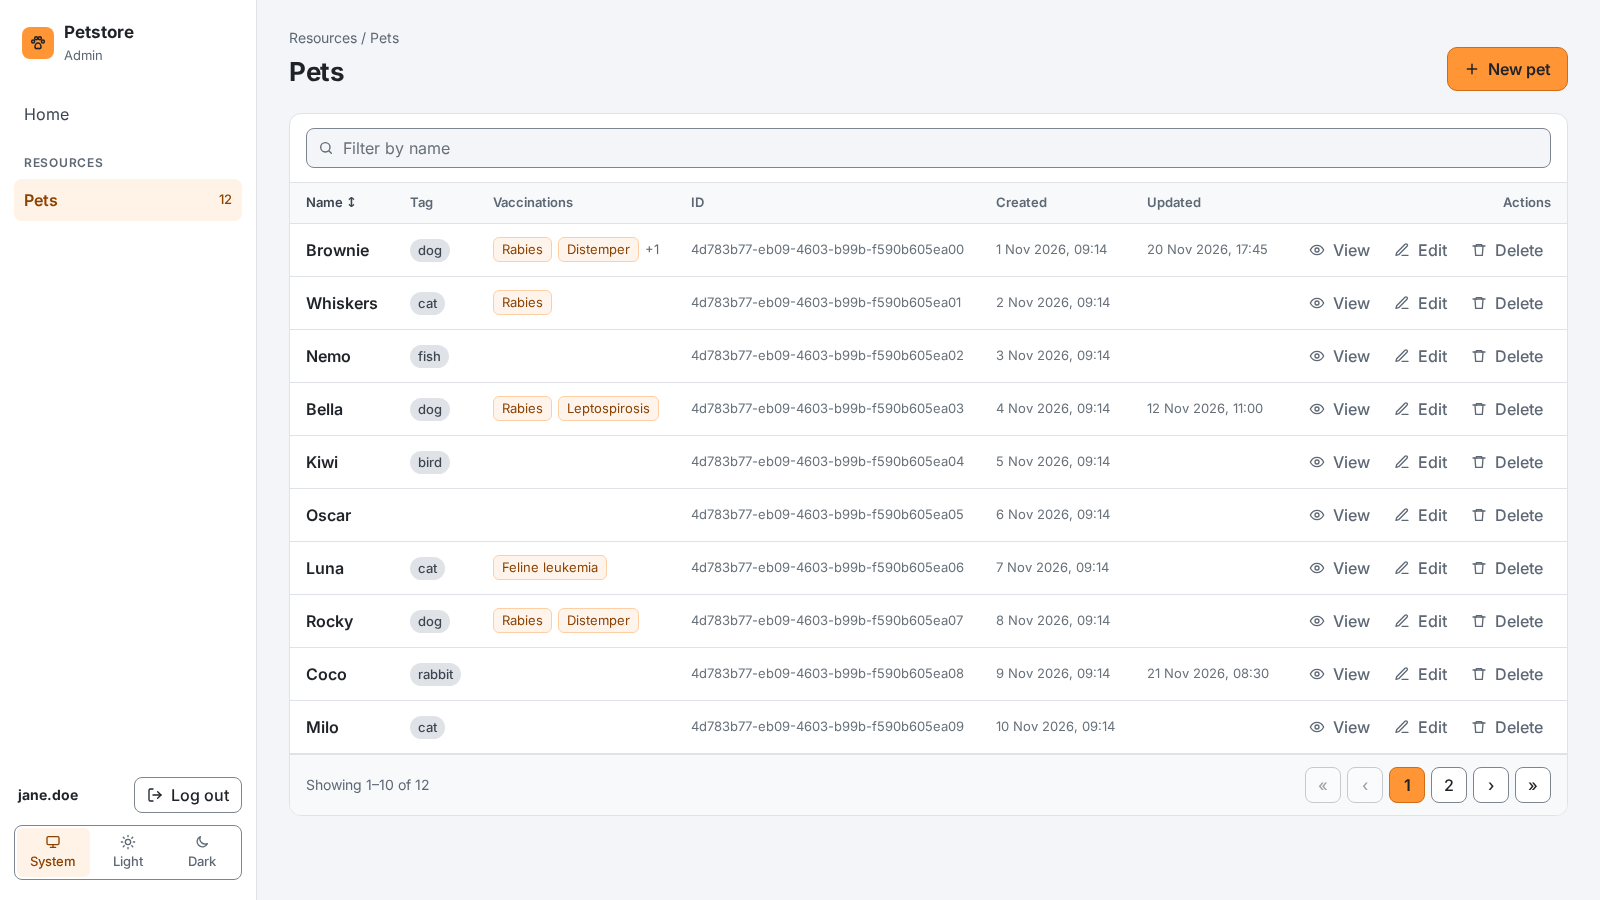 Petstore
Admin
Home
RESOURCES
Pets 12
jane.doe
Log out
System Light Dark
Resources / Pets
Pets
New pet
Filter by name
Name Tag Vaccinations ID Created Updated Actions
Brownie dog Rabies Distemper +1 4d783b77-eb09-4603-b99b-f590b605ea00 1 Nov 2026, 09:14 20 Nov 2026, 17:45 View Edit Delete
Whiskers cat Rabies 4d783b77-eb09-4603-b99b-f590b605ea01 2 Nov 2026, 09:14 View Edit Delete
Nemo fish 4d783b77-eb09-4603-b99b-f590b605ea02 3 Nov 2026, 09:14 View Edit Delete
Bella dog Rabies Leptospirosis 4d783b77-eb09-4603-b99b-f590b605ea03 4 Nov 2026, 09:14 12 Nov 2026, 11:00 View Edit Delete
Kiwi bird 4d783b77-eb09-4603-b99b-f590b605ea04 5 Nov 2026, 09:14 View Edit Delete
Oscar 4d783b77-eb09-4603-b99b-f590b605ea05 6 Nov 2026, 09:14 View Edit Delete
Luna cat Feline leukemia 4d783b77-eb09-4603-b99b-f590b605ea06 7 Nov 2026, 09:14 View Edit Delete
Rocky dog Rabies Distemper 4d783b77-eb09-4603-b99b-f590b605ea07 8 Nov 2026, 09:14 View Edit Delete
Coco rabbit 4d783b77-eb09-4603-b99b-f590b605ea08 9 Nov 2026, 09:14 21 Nov 2026, 08:30 View Edit Delete
Milo cat 4d783b77-eb09-4603-b99b-f590b605ea09 10 Nov 2026, 09:14 View Edit Delete
Showing 1–10 of 12 « ‹ 1 2 › »